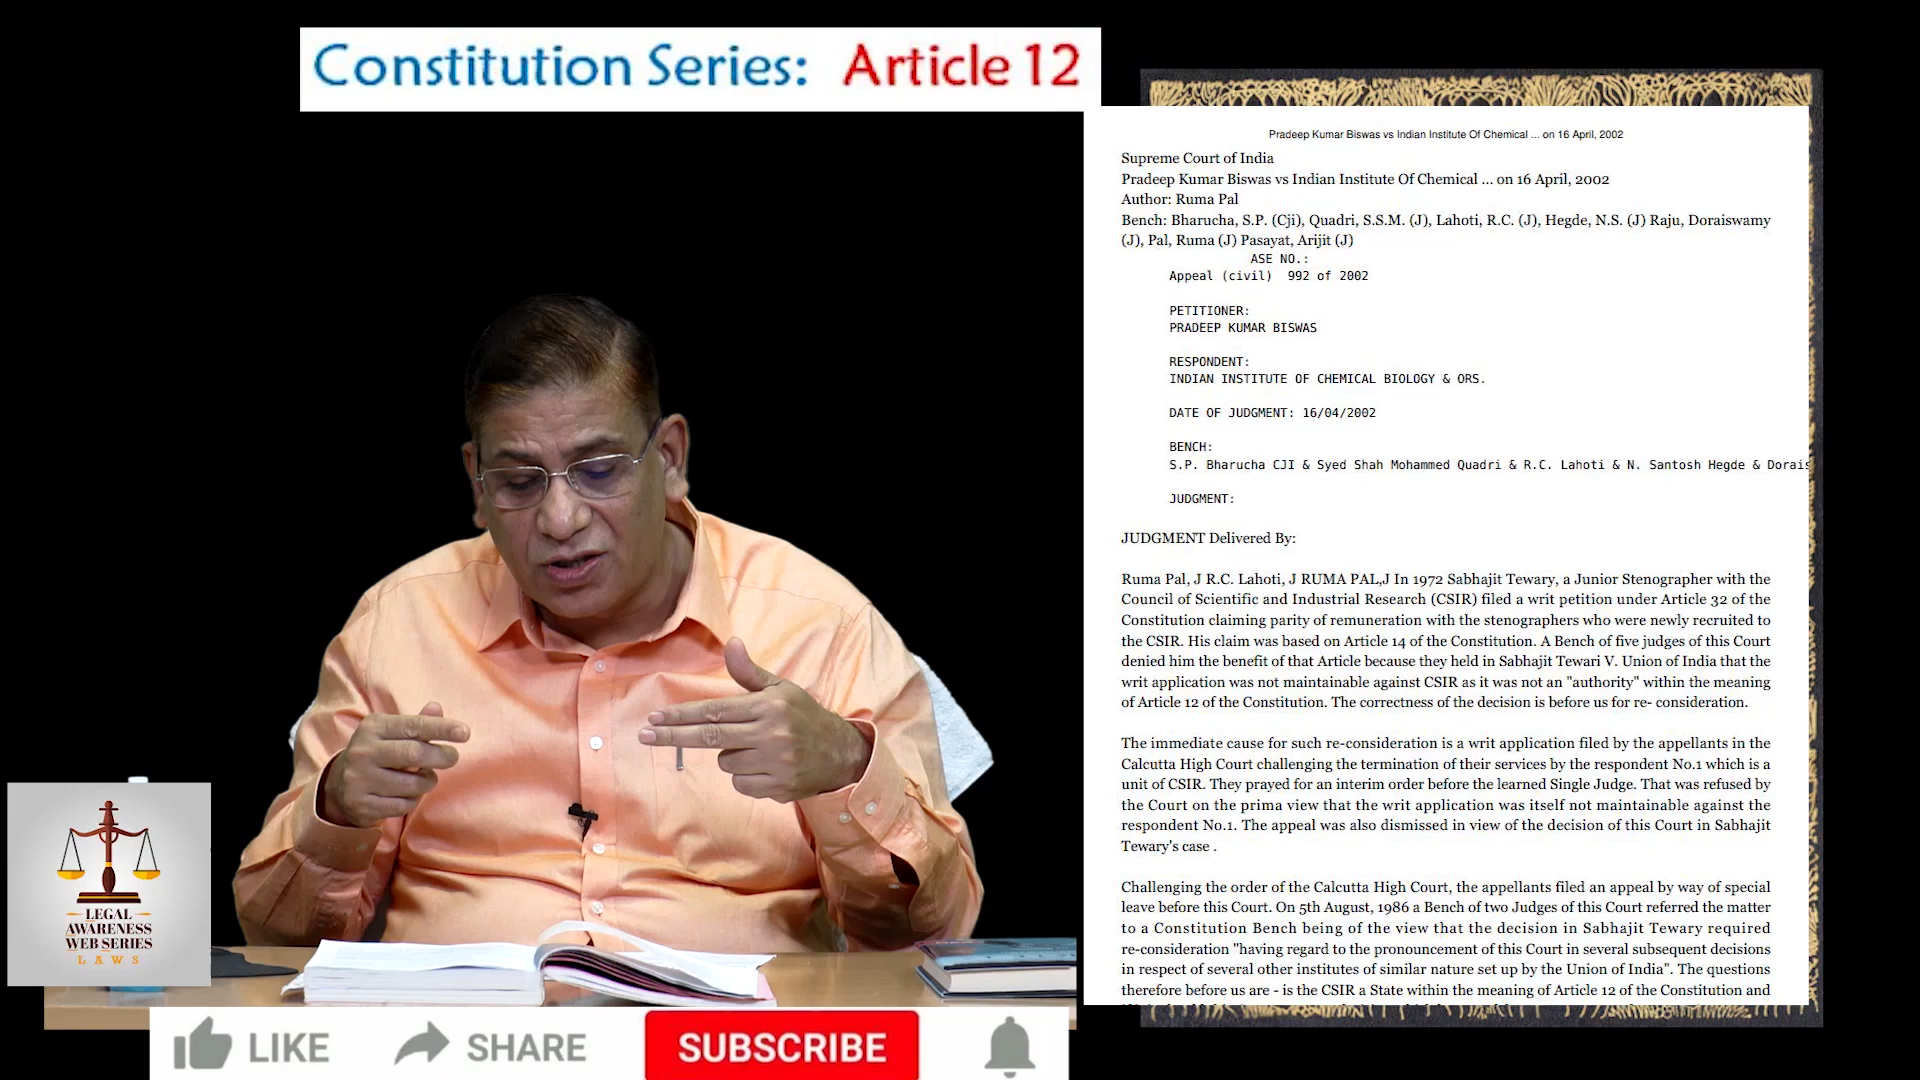 Constitution Series: Article 12
Pradeep Kumar Biswas vs Indian Institute Of Chemical ... on 16 April, 2002
Supreme Court of India
Pradeep Kumar Biswas vs Indian Institute Of Chemical ... on 16 April, 2002
Author: Ruma Pal
Bench: Bharucha, S.P. (Cji), Quadri, S.S.M. (J), Lahoti, R.C. (J), Hegde, N.S. (J) Raju, Doraiswamy
(J), Pal, Ruma (J) Pasayat, Arijit (J)
ASE NO.:
Appeal (civil) 992 of 2002
PETITIONER:
PRADEEP KUMAR BISWAS
RESPONDENT:
INDIAN INSTITUTE OF CHEMICAL BIOLOGY & ORS.
DATE OF JUDGMENT: 16/04/2002
BENCH:
S.P. Bharucha CJI & Syed Shah Mohammed Quadri & R.C. Lahoti & N. Santosh Hegde & Dorais
JUDGMENT:
JUDGMENT Delivered By:
Ruma Pal, J R.C. Lahoti, J RUMA PAL,J In 1972 Sabhajit Tewary, a Junior Stenographer with the
Council of Scientific and Industrial Research (CSIR) filed a writ petition under Article 32 of the
Constitution claiming parity of remuneration with the stenographers who were newly recruited to
the CSIR. His claim was based on Article 14 of the Constitution. A Bench of five judges of this Court
denied him the benefit of that Article because they held in Sabhajit Tewari V. Union of India that the
writ application was not maintainable against CSIR as it was not an "authority" within the meaning
of Article 12 of the Constitution. The correctness of the decision is before us for re- consideration.
The immediate cause for such re-consideration is a writ application filed by the appellants in the
Calcutta High Court challenging the termination of their services by the respondent No.1 which is a
unit of CSIR. They prayed for an interim order before the learned Single Judge. That was refused by
the Court on the prima view that the writ application was itself not maintainable against the
respondent No.1. The appeal was also dismissed in view of the decision of this Court in Sabhajit
Tewary's case .
Challenging the order of the Calcutta High Court, the appellants filed an appeal by way of special
leave before this Court. On 5th August, 1986 a Bench of two Judges of this Court referred the matter
to a Constitution Bench being of the view that the decision in Sabhajit Tewary required
re-consideration "having regard to the pronouncement of this Court in several subsequent decisions
in respect of several other institutes of similar nature set up by the Union of India". The questions
therefore before us are - is the CSIR a State within the meaning of Article 12 of the Constitution and
LEGAL
AWARENESS
WEB SERIES
LAWS
LIKE
SHARE
SUBSCRIBE